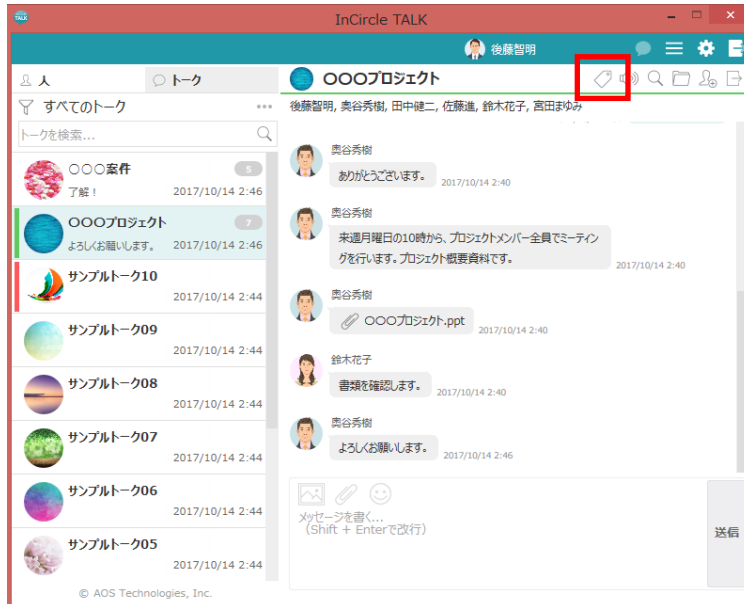 TALK
InCircle TALK
後藤智明
人
トーク
すべてのトーク
トークを検索...
〇〇〇案件
5
了解！
2017/10/14 2:46
〇〇〇プロジェクト
7
よろしくお願いします。
2017/10/14 2:46
サンプルトーク10
2017/10/14 2:44
サンプルトーク09
2017/10/14 2:44
サンプルトーク08
2017/10/14 2:44
サンプルトーク07
2017/10/14 2:44
サンプルトーク06
2017/10/14 2:44
サンプルトーク05
2017/10/14 2:44
© AOS Technologies, Inc.
〇〇〇プロジェクト
後藤智明, 奥谷秀樹, 田中健二, 佐藤進, 鈴木花子, 宮田まゆみ
奥谷秀樹
ありがとうございます。
2017/10/14 2:40
奥谷秀樹
来週月曜日の10時から、プロジェクトメンバー全員でミーティン
グを行います。プロジェクト概要資料です。
2017/10/14 2:40
奥谷秀樹
〇〇〇プロジェクト.ppt
2017/10/14 2:40
鈴木花子
書類を確認します。
2017/10/14 2:40
奥谷秀樹
よろしくお願いします。
2017/10/14 2:46
メッセージを書く...
（Shift + Enterで改行）
送信